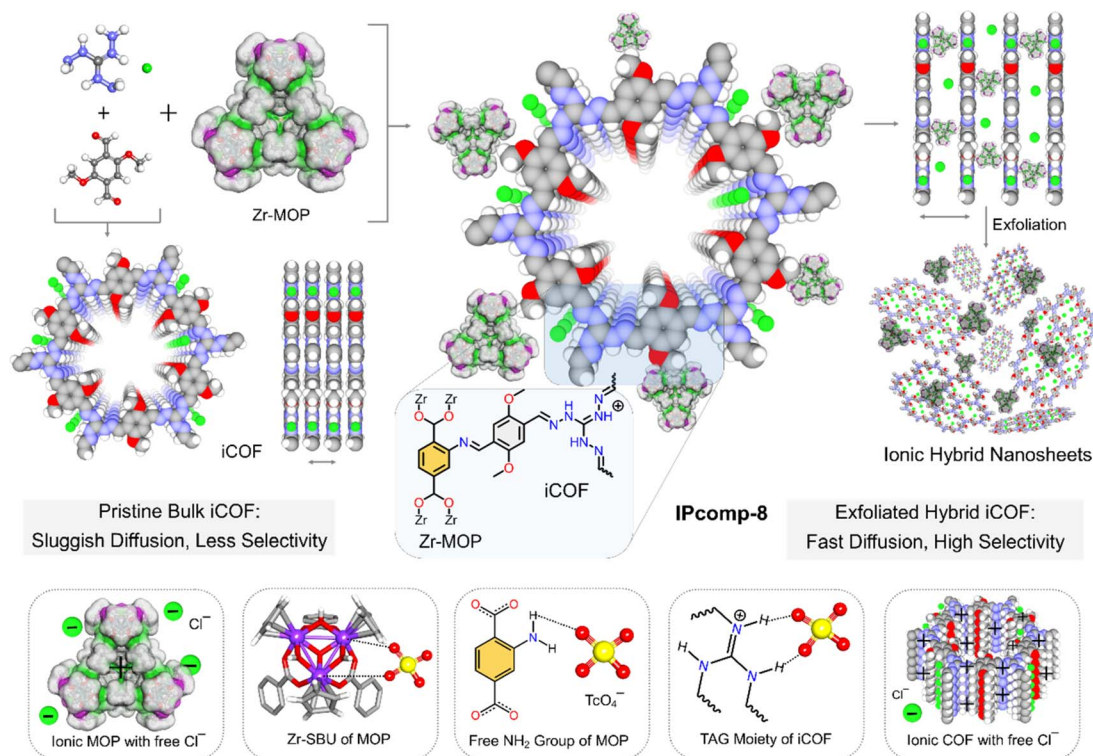 +
+
Zr-MOP
Exfoliation
iCOF
Ionic Hybrid Nanosheets
Zr Zr
O O
N
O
O
N
N
H
H
N
N
NH
HN
N
+
O O
Zr Zr
iCOF
Zr-MOP
IPcomp-8
Pristine Bulk iCOF:
Sluggish Diffusion, Less Selectivity
Exfoliated Hybrid iCOF:
Fast Diffusion, High Selectivity
Cl⁻
+
Ionic MOP with free Cl⁻
Zr-SBU of MOP
O O
H
N
H
O O
TcO₄⁻
Free NH₂ Group of MOP
+
H N H
H N N H
TAG Moiety of iCOF
+ + + + + + + +
Cl⁻
Ionic COF with free Cl⁻